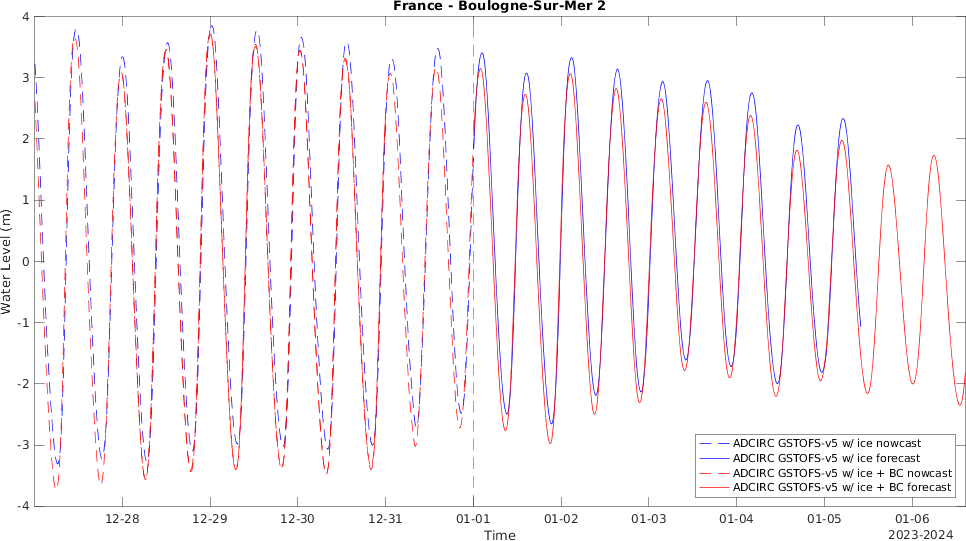 France - Boulogne-Sur-Mer 2
4
3
2
1
0
-1
-2
-3
-4
Water Level (m)
ADCIRC GSTOFS-v5 w/ ice nowcast
ADCIRC GSTOFS-v5 w/ ice forecast
ADCIRC GSTOFS-v5 w/ ice + BC nowcast
ADCIRC GSTOFS-v5 w/ ice + BC forecast
12-28 12-29 12-30 12-31 01-01 01-02 01-03 01-04 01-05 01-06
Time
2023-2024